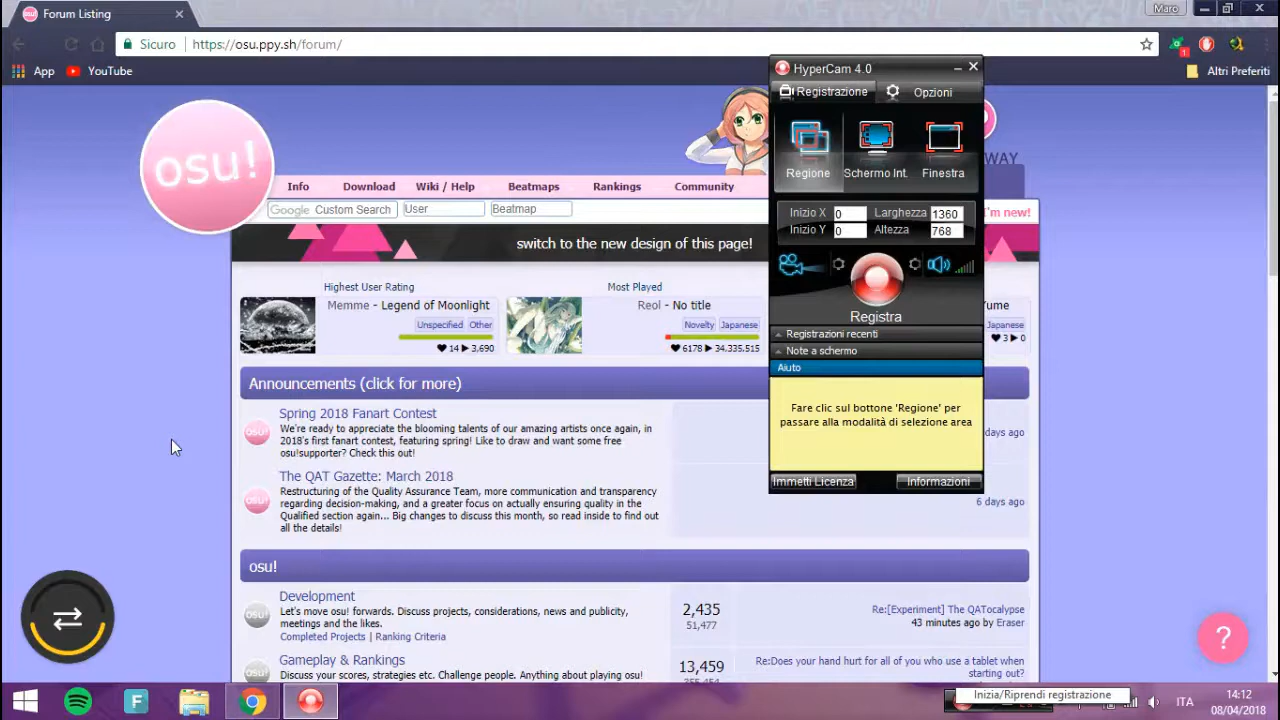 Forum Listing
Maro
Sicuro https://osu.ppy.sh/forum/
1
App YouTube Altri Preferiti
HyperCam 4.0
Registrazione Opzioni
Regione Schermo Int. Finestra
Inizio X 0 Larghezza 1360
Inizio Y 0 Altezza 768
Registra
Registrazioni recenti
Note a schermo
Aiuto
Fare clic sul bottone 'Regione' per
passare alla modalità di selezione area
Immetti Licenza Informazioni
osu!
WAY
Info Download Wiki / Help Beatmaps Rankings Community
Google Custom Search User Beatmap I'm new!
switch to the new design of this page!
Highest User Rating Most Played
Memme - Legend of Moonlight Reol - No title
Unspecified Other Novelty Japanese Japanese
14 3,690 6178 34,335,515 3 0
Announcements (click for more)
Spring 2018 Fanart Contest
We're ready to appreciate the blooming talents of our amazing artists once again, in
2018's first fanart contest, featuring spring! Like to draw and want some free
osu!supporter? Check this out!
days ago
The QAT Gazette: March 2018
Restructuring of the Quality Assurance Team, more communication and transparency
regarding decision-making, and a greater focus on actually ensuring quality in the
Qualified section again... Big changes to discuss this month, so read inside to find out
all the details!
6 days ago
osu!
Development
Let's move osu! forwards. Discuss projects, considerations, news and publicity,
meetings and the likes.
Completed Projects | Ranking Criteria
2,435
51,477
Re:[Experiment] The QATocalypse
43 minutes ago by Eraser
Gameplay & Rankings
Discuss your scores, strategies etc. Challenge people. Anything about playing osu!
13,459
Re:Does your hand hurt for all of you who use a tablet when
starting out?
?
F
Inizia/Riprendi registrazione
ITA
14:12
08/04/2018